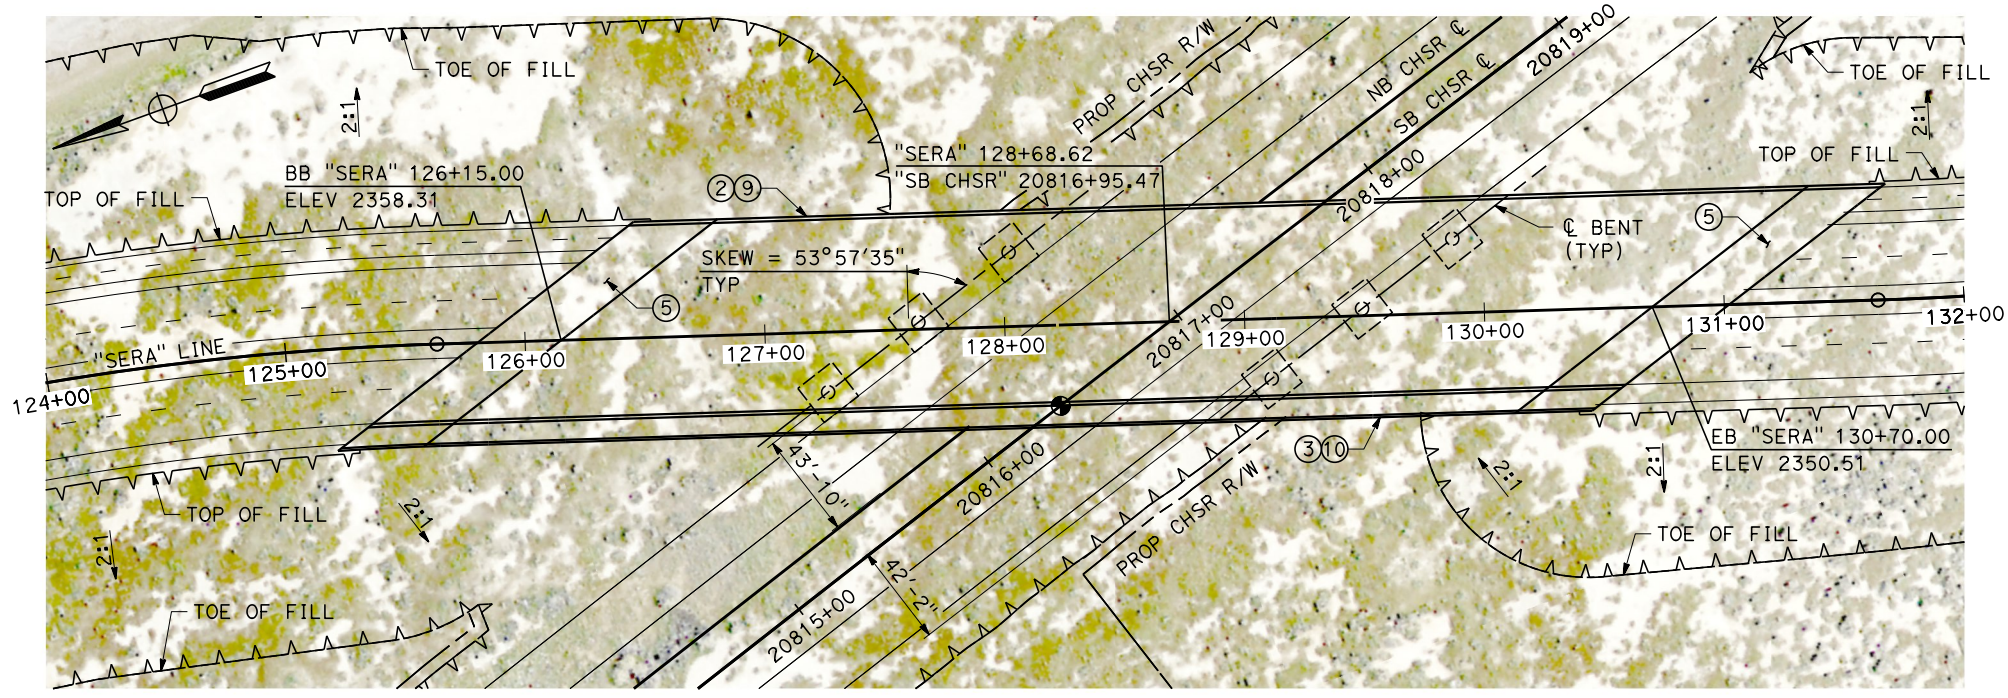 20819+00
NB CHSR ℄
SB CHSR ℄
PROP CHSR R/W
TOE OF FILL
TOE OF FILL
2:1
2:1
"SERA" 128+68.62
"SB CHSR" 20816+95.47
TOP OF FILL
BB "SERA" 126+15.00
ELEV 2358.31
TOP OF FILL
2 9
20818+00
5
℄ BENT
(TYP)
SKEW = 53°57'35"
TYP
5
20817+00
"SERA" LINE
124+00
125+00
126+00
127+00
128+00
129+00
130+00
131+00
132+00
3 10
EB "SERA" 130+70.00
ELEV 2350.51
43'-10"
20816+00
PROP CHSR R/W
2:1
2:1
TOP OF FILL
2:1
2:1
TOE OF FILL
42'-2"
20815+00
TOE OF FILL